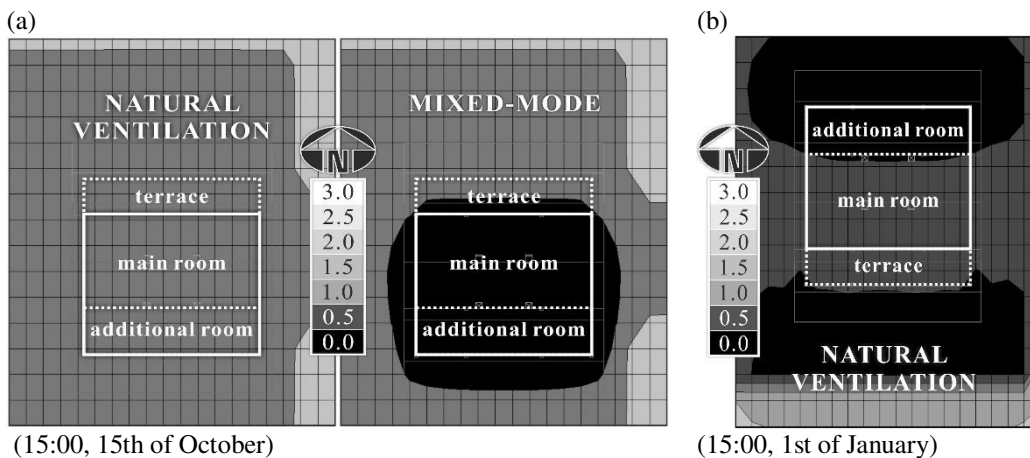 (a)
NATURAL
VENTILATION
terrace
main room
additional room
N
3.0
2.5
2.0
1.5
1.0
0.5
0.0
MIXED-MODE
terrace
main room
additional room
(15:00, 15th of October)
(b)
N
3.0
2.5
2.0
1.5
1.0
0.5
0.0
additional room
main room
terrace
NATURAL
VENTILATION
(15:00, 1st of January)